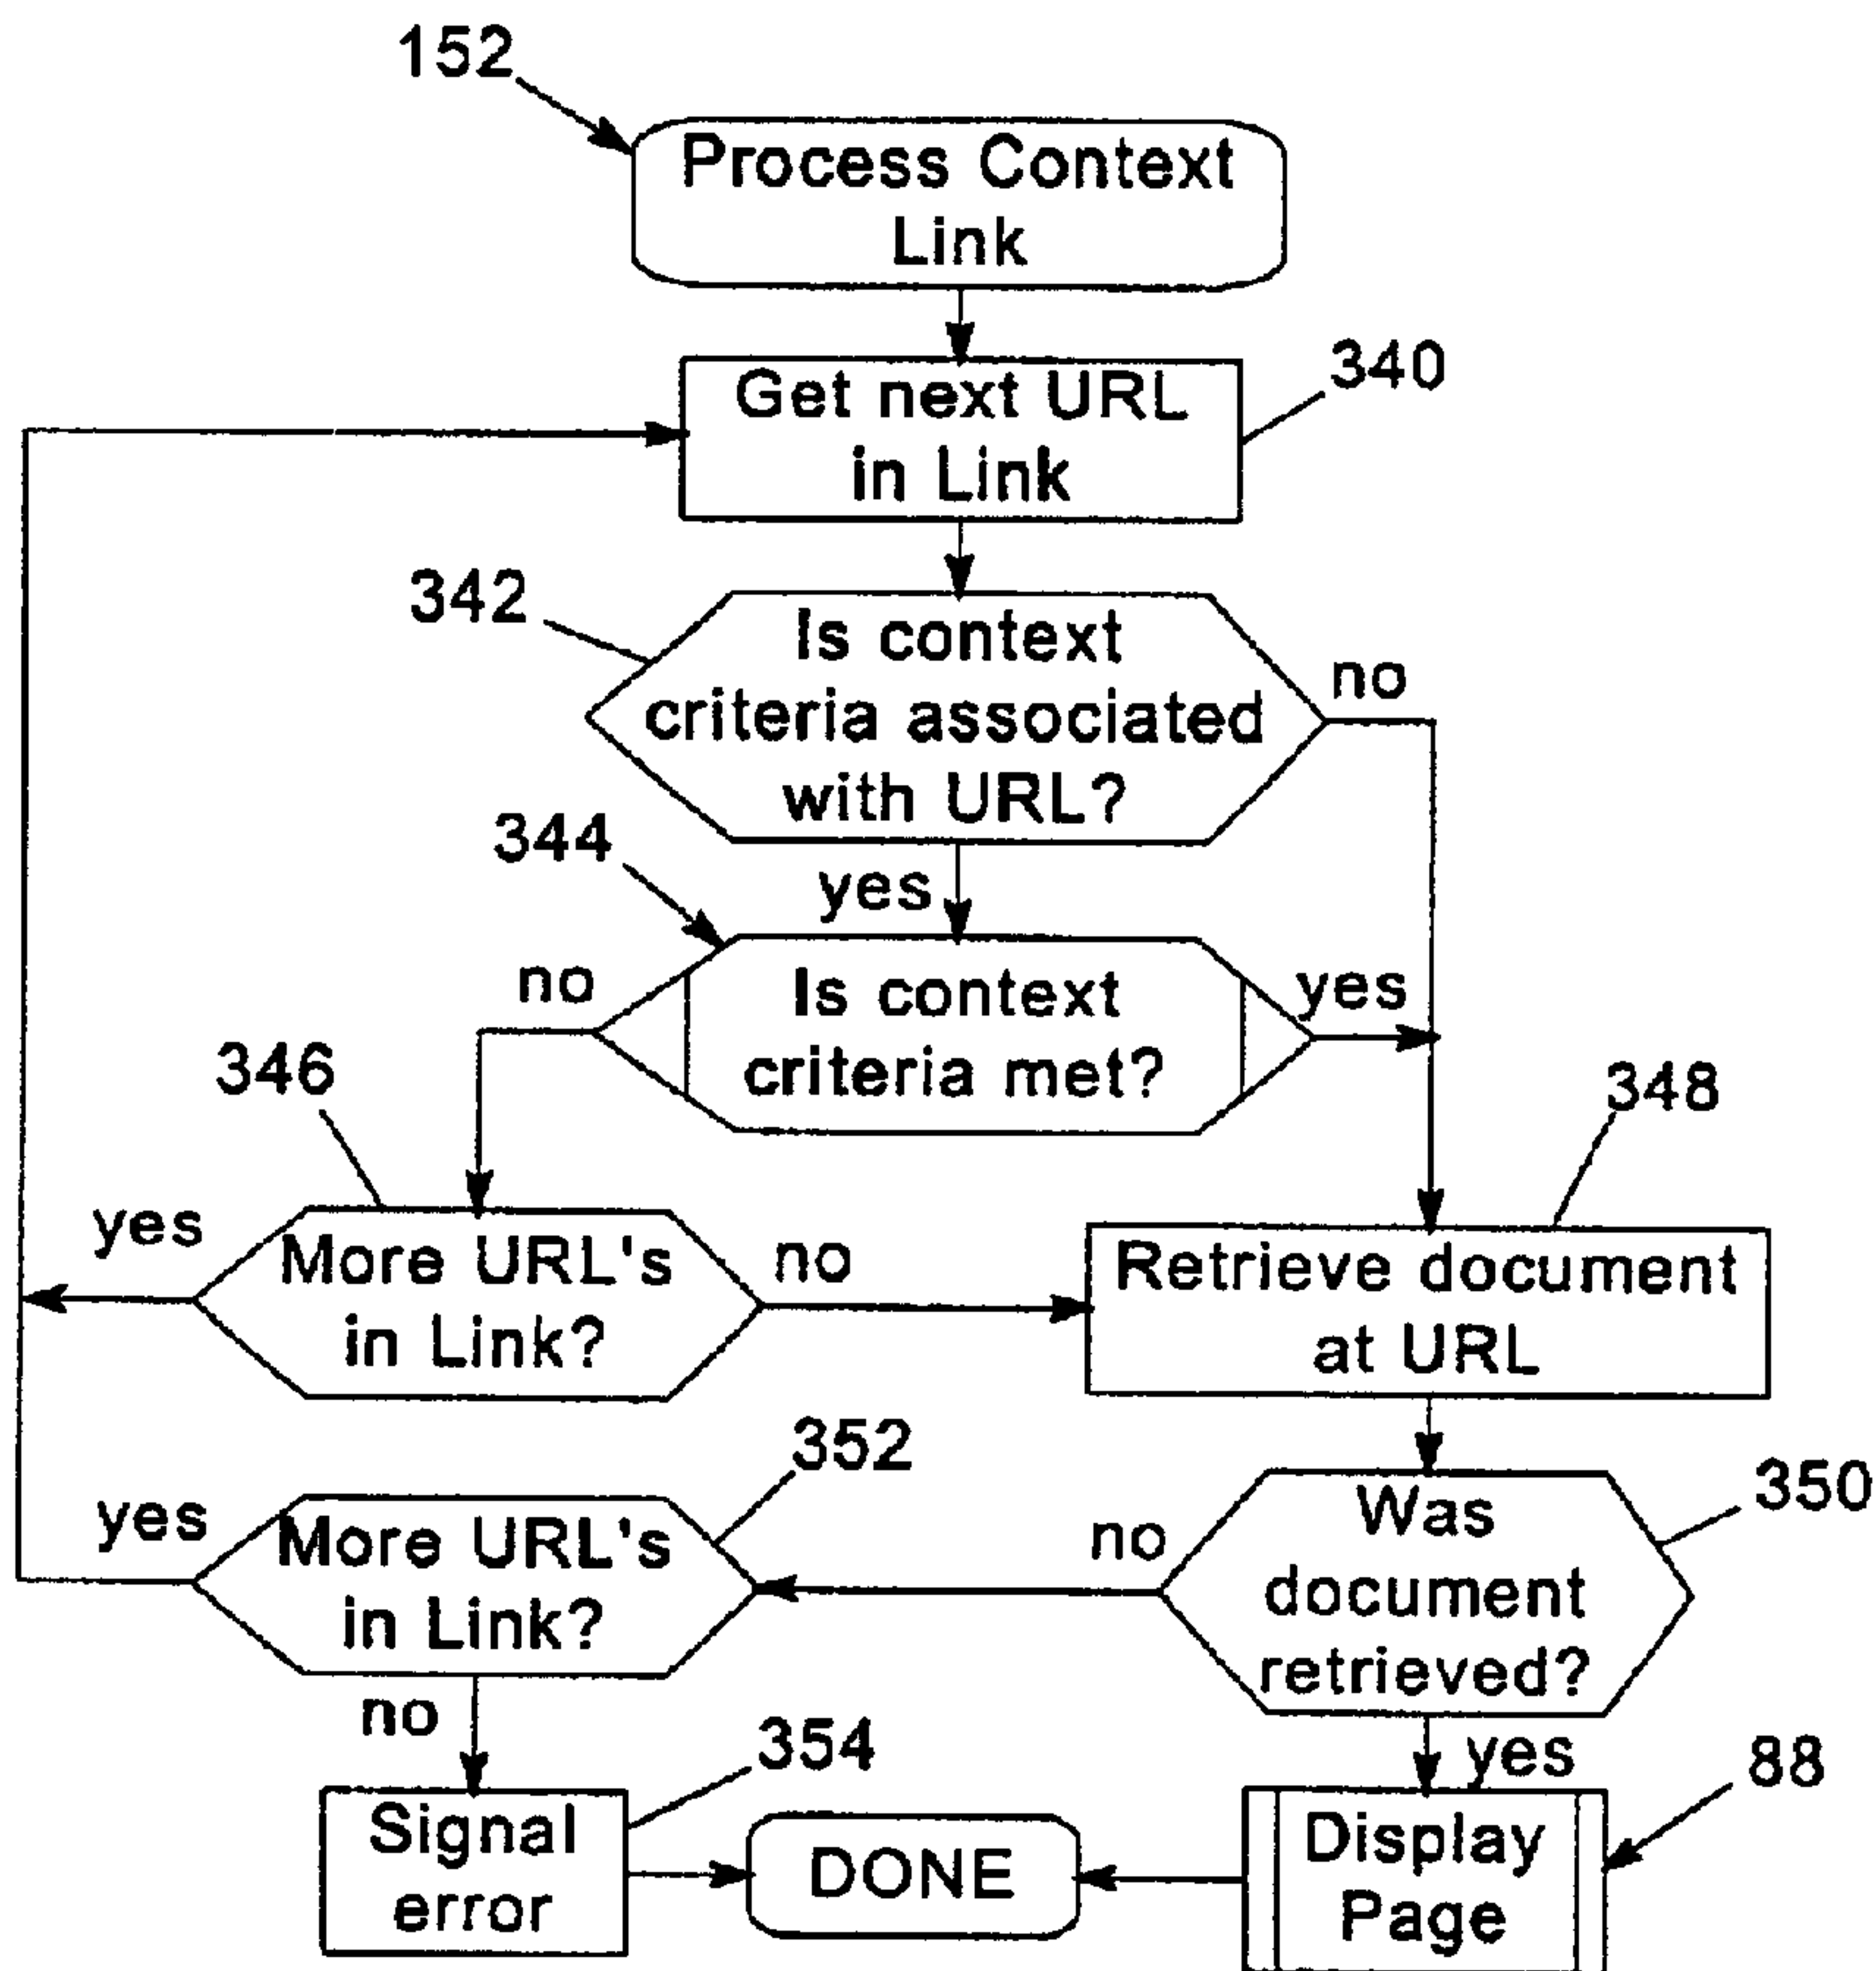 152
Process Context
Link
340
Get next URL
in Link
342
Is context
criteria associated
with URL?
no
344
yes
no
Is context
criteria met?
yes
346
348
yes
More URL's
in Link?
no
Retrieve document
at URL
352
350
yes
More URL's
in Link?
no
Was
document
retrieved?
no
354
yes
88
Signal
error
DONE
Display
Page